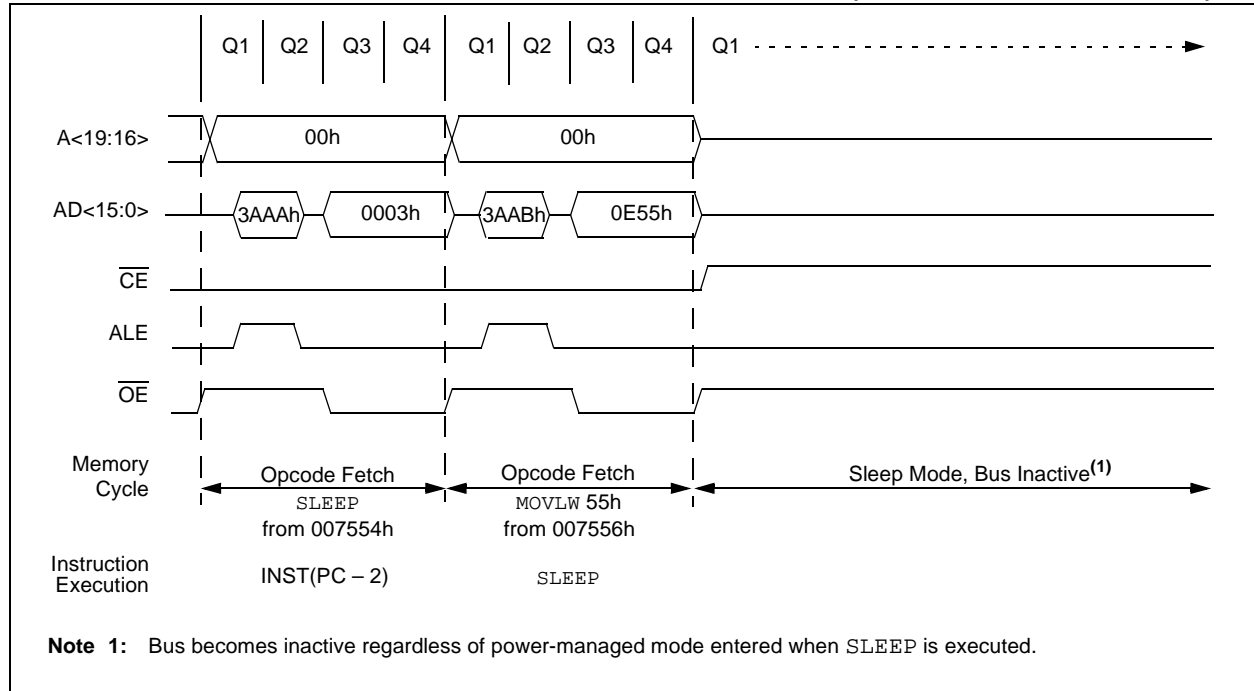 Q1 Q2 Q3 Q4 Q1 Q2 Q3 Q4 Q1
A<19:16> 00h 00h
AD<15:0> 3AAAh 0003h 3AABh 0E55h
CE
ALE
OE
Memory Cycle Opcode Fetch Opcode Fetch Sleep Mode, Bus Inactive(1)
SLEEP MOVLW 55h
from 007554h from 007556h
Instruction Execution INST(PC – 2) SLEEP
Note 1: Bus becomes inactive regardless of power-managed mode entered when SLEEP is executed.